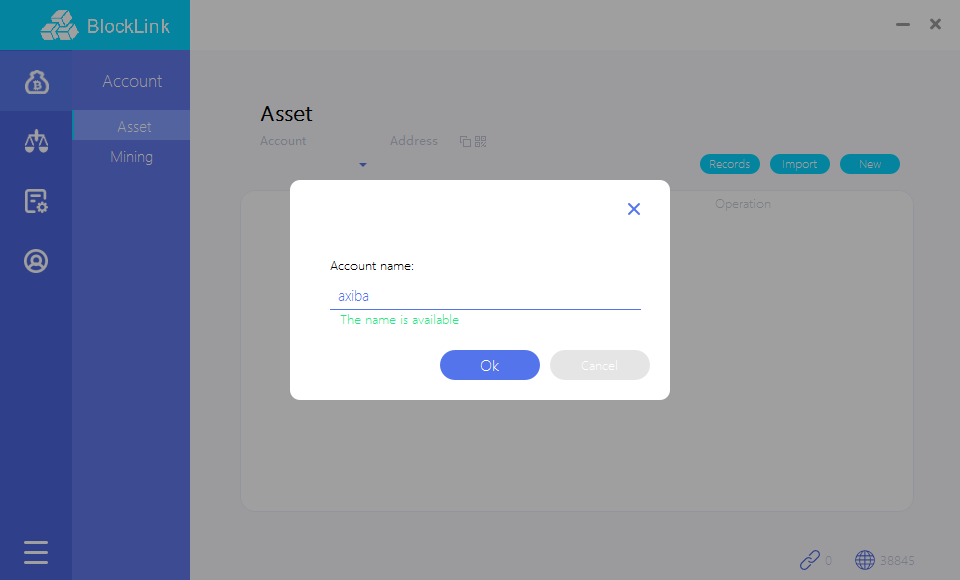 BlockLink
Account
Asset
Mining
Asset
Account Address
Records Import New
Operation
Account name:
axiba
The name is available
Ok Cancel
0 38845